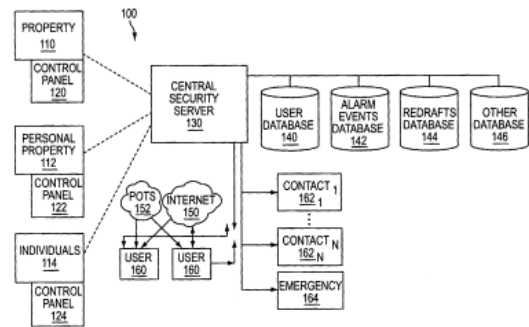 100
PROPERTY
110
CONTROL
PANEL
120
PERSONAL
PROPERTY
112
CONTROL
PANEL
122
INDIVIDUALS
114
CONTROL
PANEL
124
CENTRAL
SECURITY
SERVER
130
USER
DATABASE
140
ALARM
EVENTS
DATABASE
142
REDRAFTS
DATABASE
144
OTHER
DATABASE
146
POTS
152
INTERNET
150
USER
160
USER
160
CONTACT 1
162 1
CONTACT N
162 N
EMERGENCY
164